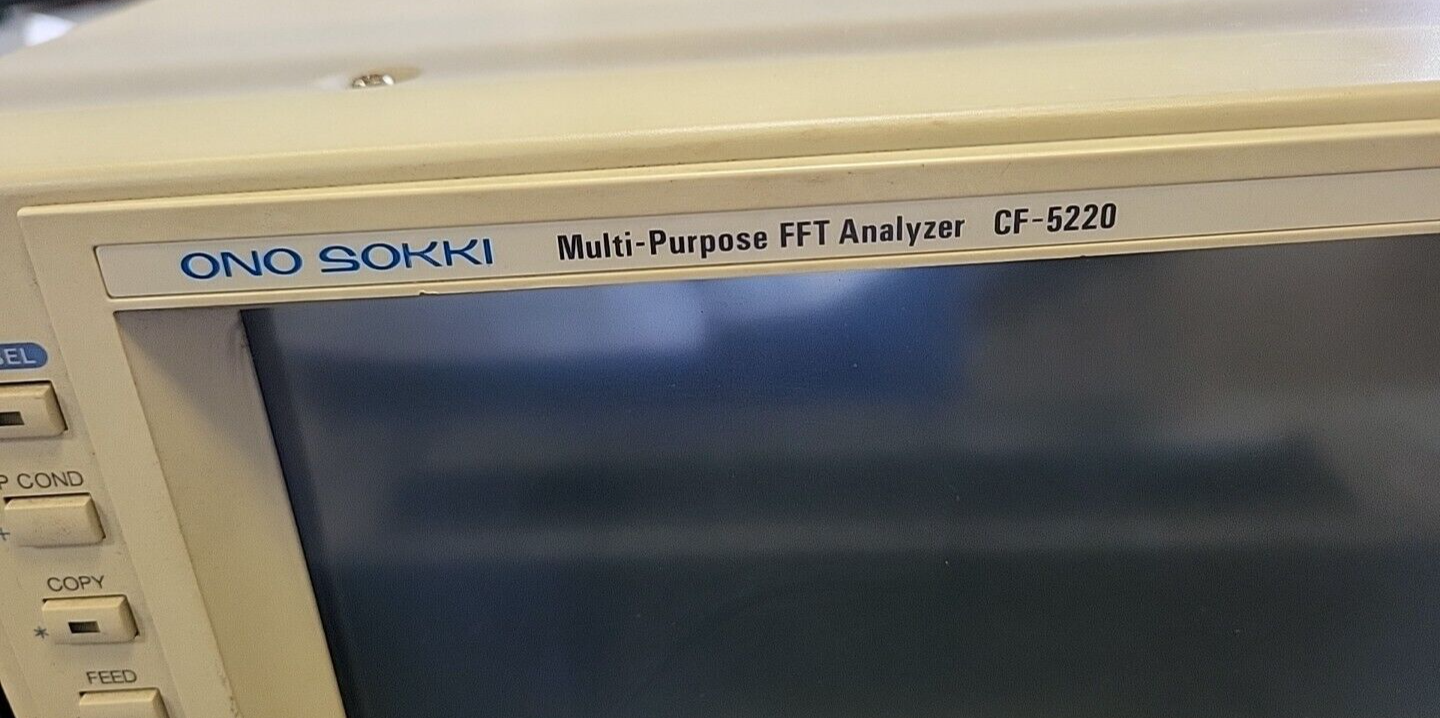 ONO SOKKI Multi-Purpose FFT Analyzer CF-5220
COND
+
COPY
*
FEED